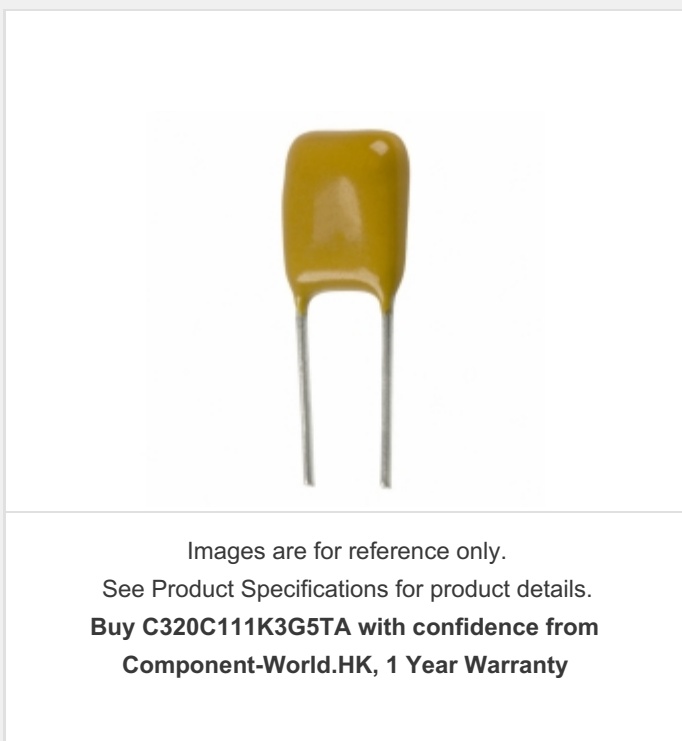 Images are for reference only.
See Product Specifications for product details.
Buy C320C111K3G5TA with confidence from
Component-World.HK, 1 Year Warranty